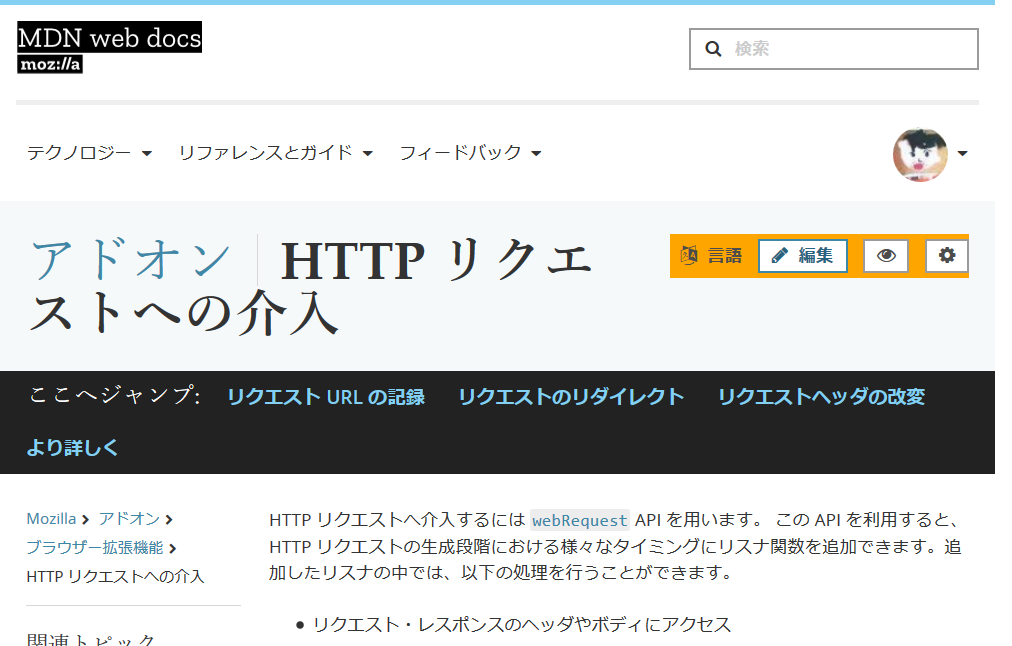 MDN web docs
moz://a
検索
テクノロジー リファレンスとガイド フィードバック
アドオン HTTP リクエ
ストへの介入
言語 編集
ここへジャンプ: リクエスト URL の記録 リクエストのリダイレクト リクエストヘッダの改変
より詳しく
Mozilla アドオン
ブラウザー拡張機能
HTTP リクエストへの介入
関連トピック
HTTP リクエストへ介入するには webRequest API を用います。 この API を利用すると、
HTTP リクエストの生成段階における様々なタイミングにリスナ関数を追加できます。追
加したリスナの中では、以下の処理を行うことができます。
• リクエスト・レスポンスのヘッダやボディにアクセス